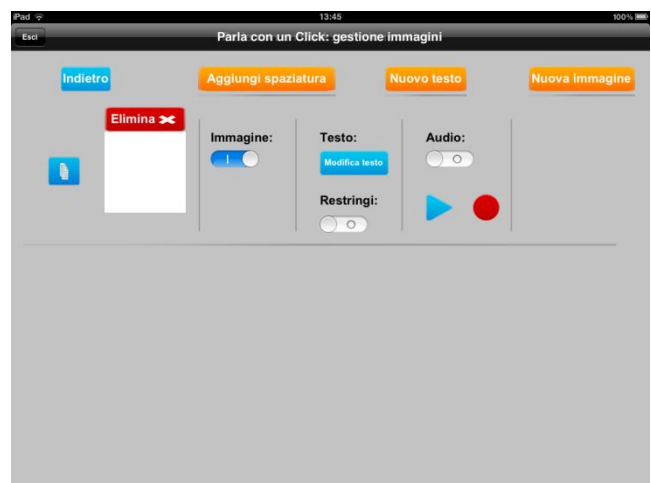 iPad 13:45 100%
Esci Parla con un Click: gestione immagini
Indietro Aggiungi spaziatura Nuovo testo Nuova immagine
Elimina
Immagine: Testo: Audio:
Modifica testo
Restringi: